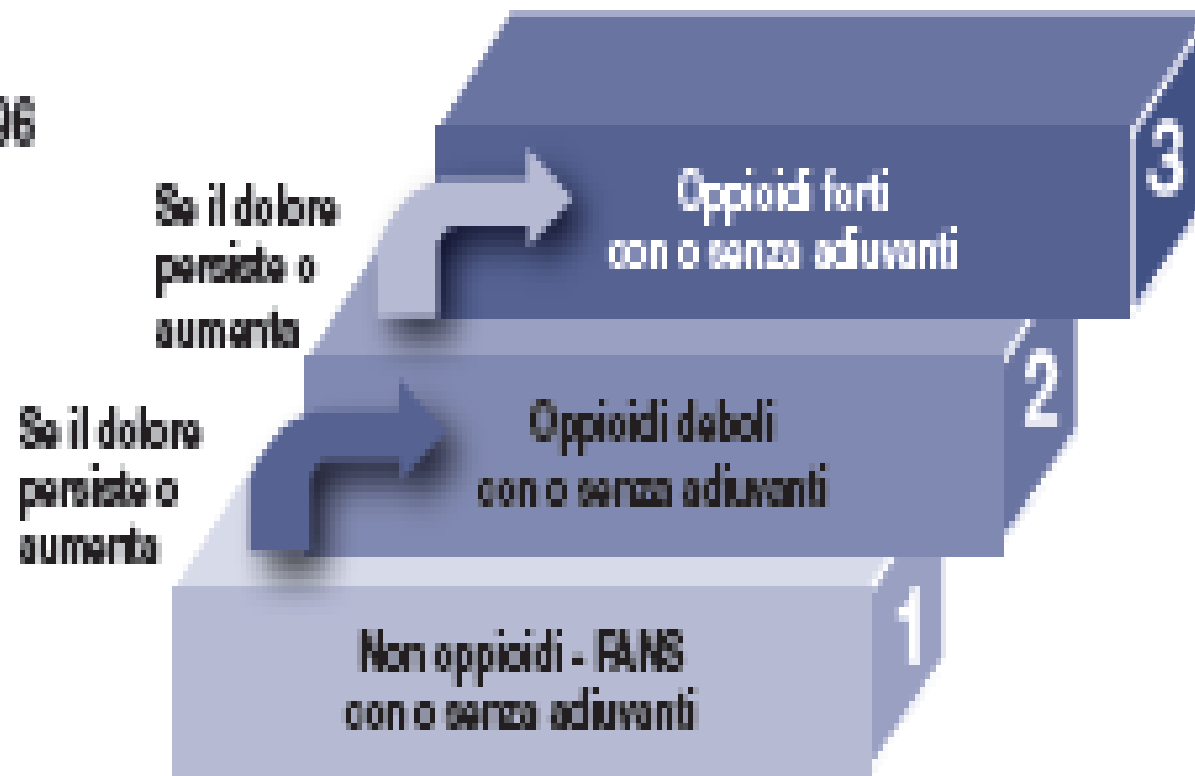 96
Se il dolore
persiste o
aumenta
Oppioidi forti
con o senza adiuvanti
3
Se il dolore
persiste o
aumenta
Oppioidi deboli
con o senza adiuvanti
2
Non oppioidi - FANS
con o senza adiuvanti
1